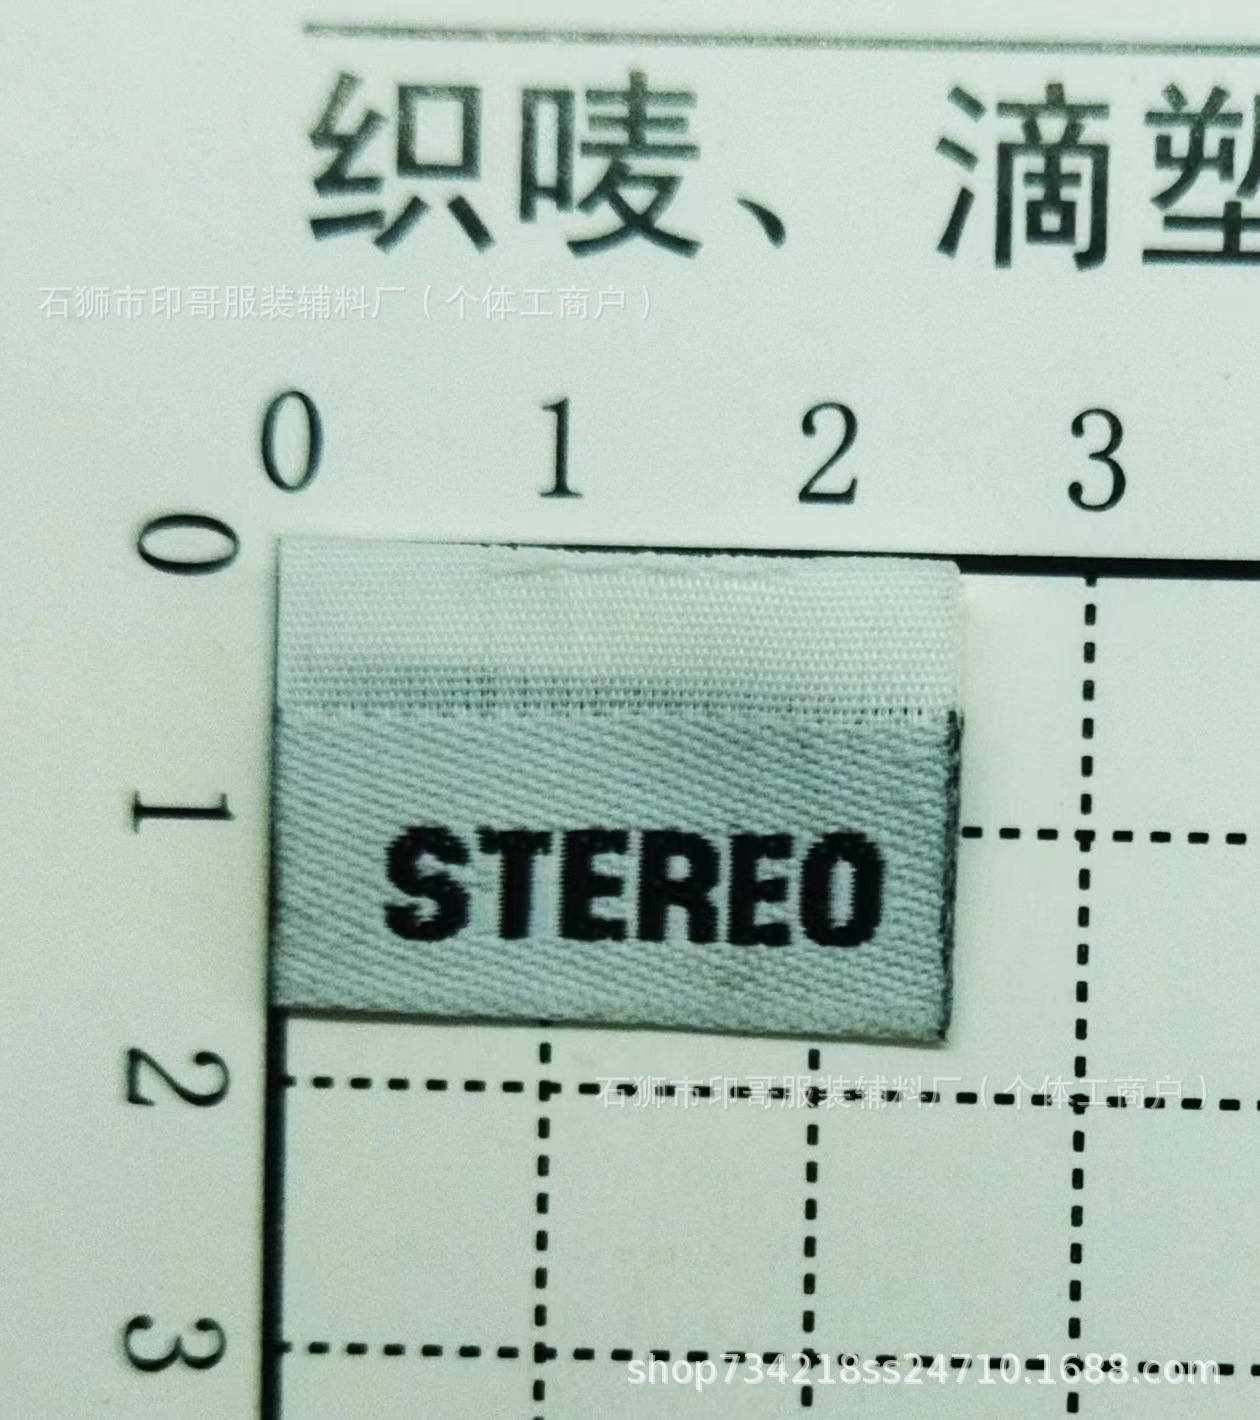 织唛、滴塑
石狮市印哥服装辅料厂（个体工商户）
0 1 2 3
0
1
STEREO
2
石狮市印哥服装辅料厂（个体工商户）
3
shop734218ss24710.1688.com